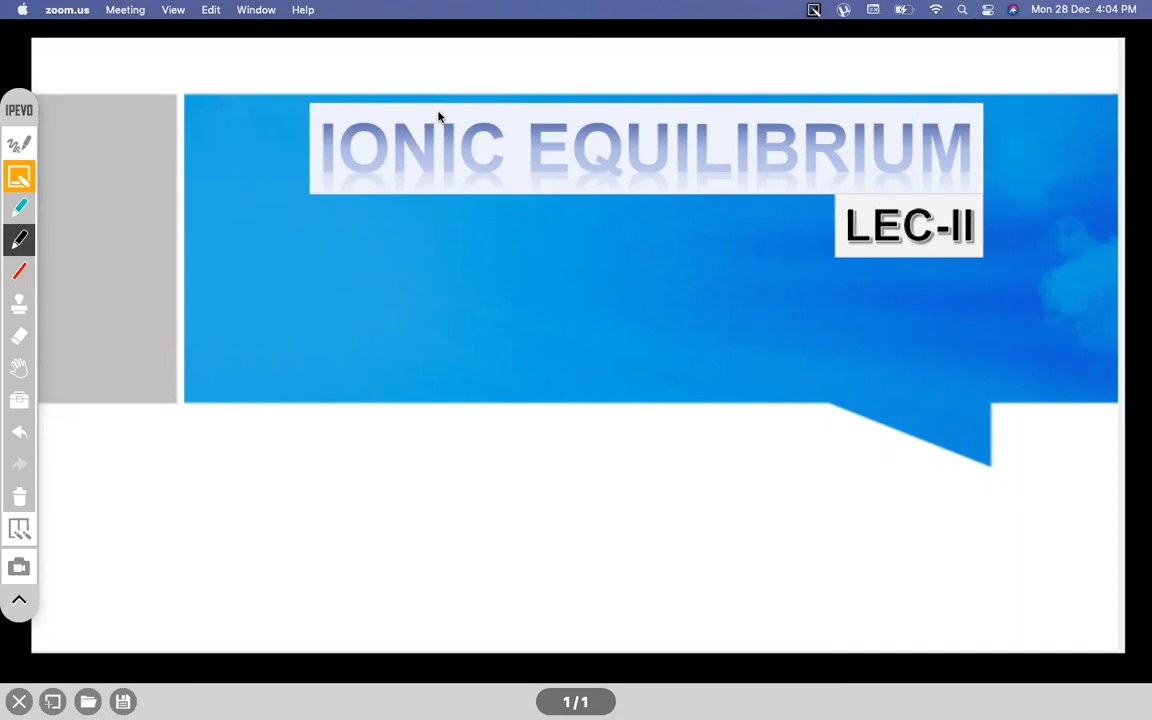 zoom.us Meeting View Edit Window Help Mon 28 Dec 4:04 PM
IPEVO
IONIC EQUILIBRIUM
LEC-II
1/1